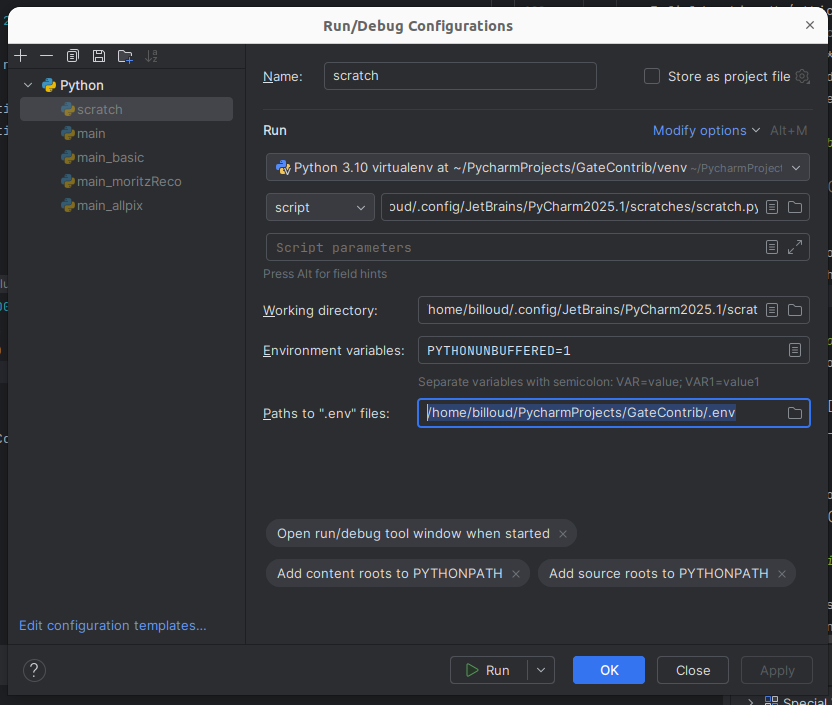 Run/Debug Configurations
Python
scratch
main
main_basic
main_moritzReco
main_allpix
Edit configuration templates...
Name: scratch
Store as project file
Run
Modify options Alt+M
Python 3.10 virtualenv at ~/PycharmProjects/GateContrib/venv ~/PycharmProject
script
oud/.config/JetBrains/PyCharm2025.1/scratches/scratch.py
Script parameters
Press Alt for field hints
Working directory: home/billoud/.config/JetBrains/PyCharm2025.1/scrat
Environment variables: PYTHONUNBUFFERED=1
Separate variables with semicolon: VAR=value; VAR1=value1
Paths to ".env" files: /home/billoud/PycharmProjects/GateContrib/.env
Open run/debug tool window when started
Add content roots to PYTHONPATH
Add source roots to PYTHONPATH
?
Run
OK
Close
Apply
Special